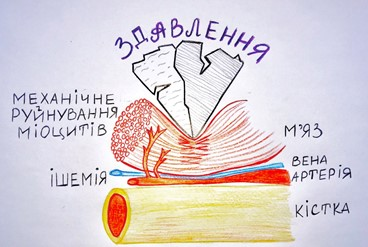 ЗДАВЛЕННЯ
МЕХАНІЧНЕ
РУЙНУВАННЯ
МІОЦИТІВ
М'ЯЗ
ВЕНА
АРТЕРІЯ
ІШЕМІЯ
КІСТКА